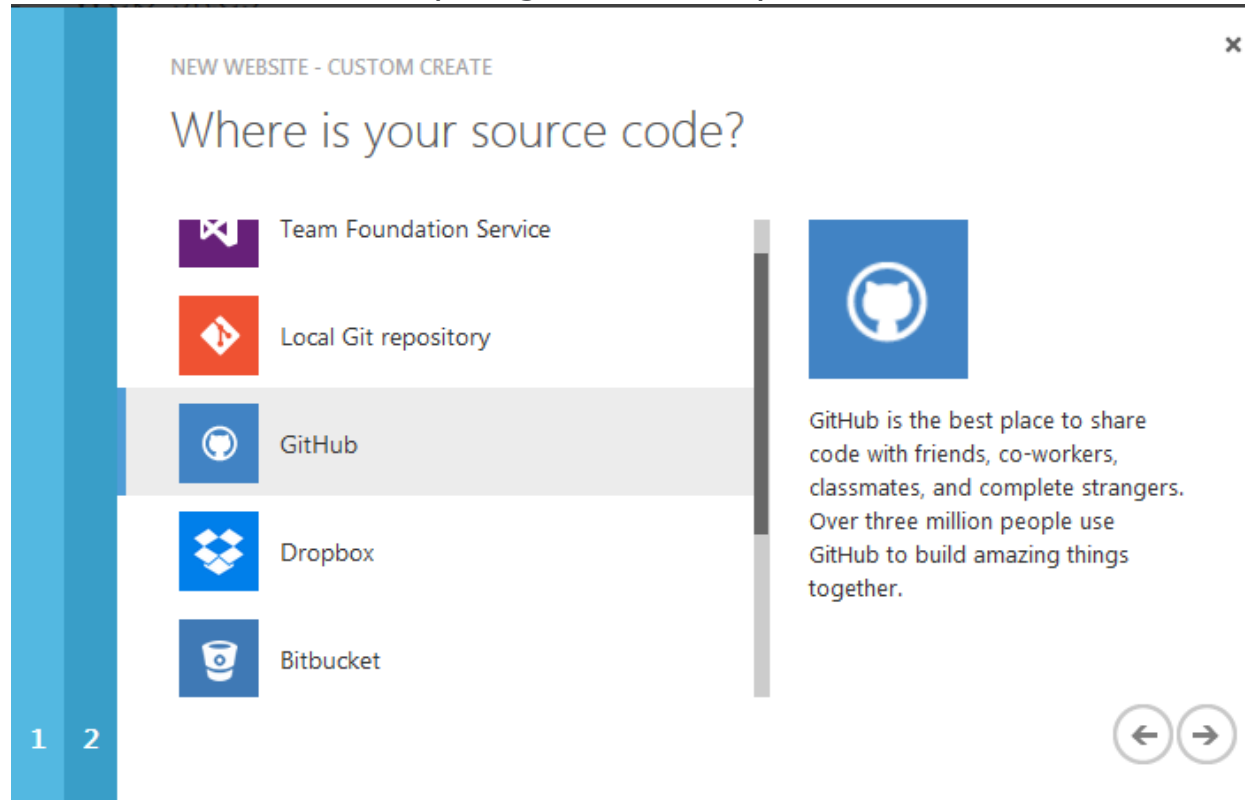 NEW WEBSITE - CUSTOM CREATE
Where is your source code?
Team Foundation Service
Local Git repository
GitHub
Dropbox
Bitbucket
GitHub is the best place to share
code with friends, co-workers,
classmates, and complete strangers.
Over three million people use
GitHub to build amazing things
together.
1 2